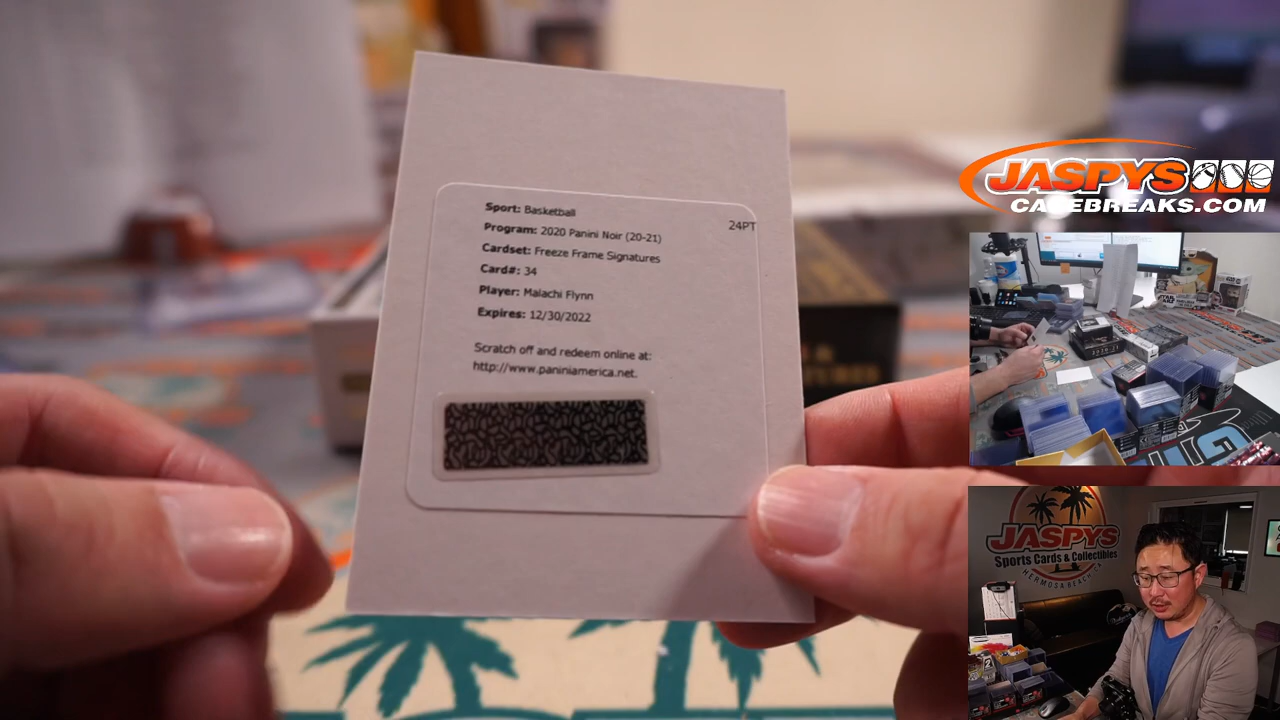 Sport: Basketball
24PT
Program: 2020 Panini Noir (20-21)
Cardset: Freeze Frame Signatures
Card#: 34
Player: Malachi Flynn
Expires: 12/30/2022
Scratch off and redeem online at:
http://www.paniniamerica.net.
JASPYS
CASEBREAKS.COM
JASPYS
Sports Cards & Collectibles
HERMOSA BEACH, CA